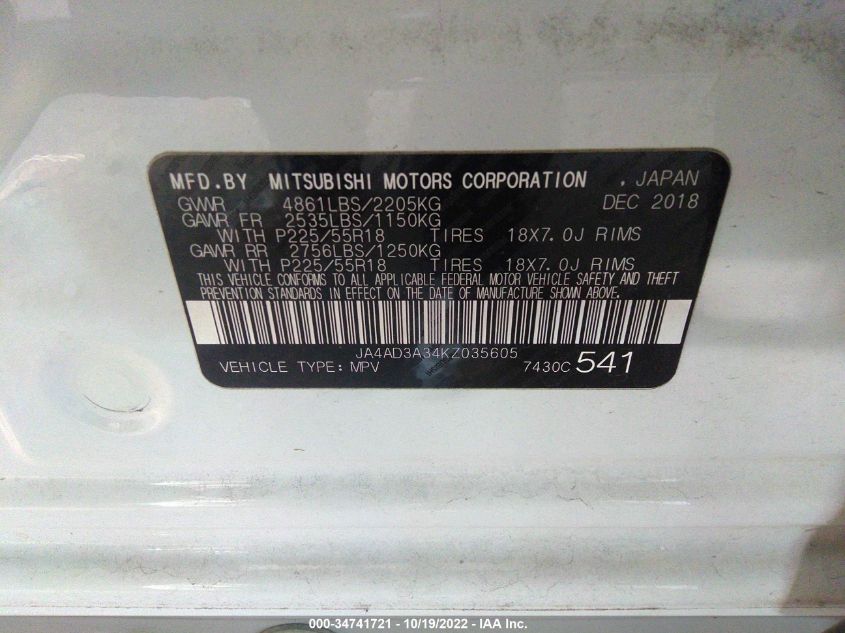 MFD.BY MITSUBISHI MOTORS CORPORATION , JAPAN
GVWR 4861LBS/2205KG DEC 2018
GAWR FR 2535LBS/1150KG
WITH P225/55R18 TIRES 18X7.0J RIMS
GAWR RR 2756LBS/1250KG
WITH P225/55R18 TIRES 18X7.0J RIMS
THIS VEHICLE CONFORMS TO ALL APPLICABLE FEDERAL MOTOR VEHICLE SAFETY AND THEFT
PREVENTION STANDARDS IN EFFECT ON THE DATE OF MANUFACTURE SHOWN ABOVE.
JA4AD3A34KZ035605
VEHICLE TYPE: MPV 7430C 541
000-34741721 - 10/19/2022 - IAA Inc.